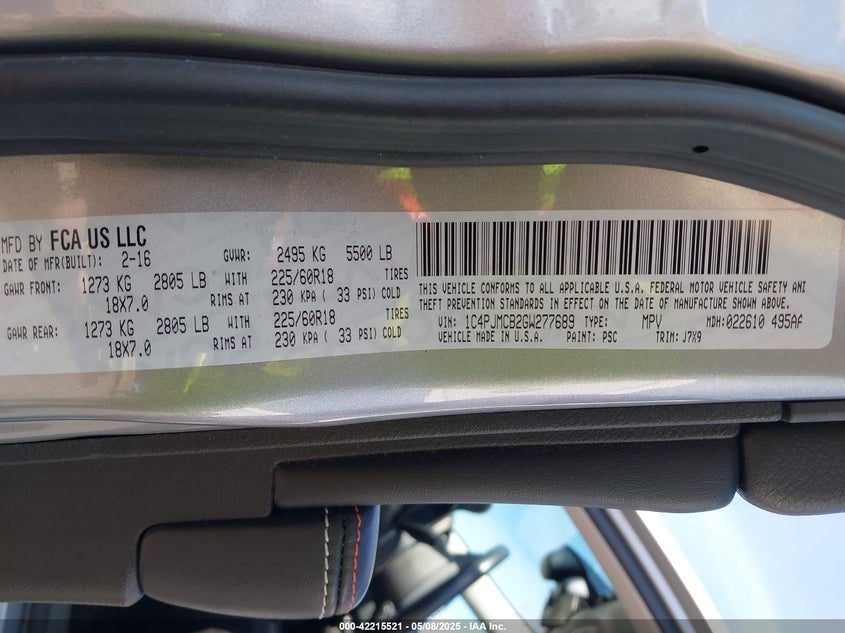 MFD BY FCA US LLC
DATE OF MFR(BUILT): 2-16 GVWR: 2495 KG 5500 LB
GAWR FRONT: 1273 KG 2805 LB WITH 225/60R18 TIRES
18X7.0 RIMS AT 230 KPA ( 33 PSI) COLD
GAWR REAR: 1273 KG 2805 LB WITH 225/60R18 TIRES
18X7.0 RIMS AT 230 KPA ( 33 PSI) COLD
THIS VEHICLE CONFORMS TO ALL APPLICABLE U.S.A. FEDERAL MOTOR VEHICLE SAFETY AN
THEFT PREVENTION STANDARDS IN EFFECT ON THE DATE OF MANUFACTURE SHOWN ABOVE.
VIN: 1C4PJMCB2GW277689 TYPE: MPV MDH:022610 495AF
VEHICLE MADE IN U.S.A. PAINT: PSC TRIM: J7X9
000-42215521 - 05/08/2025 - © IAA Inc.